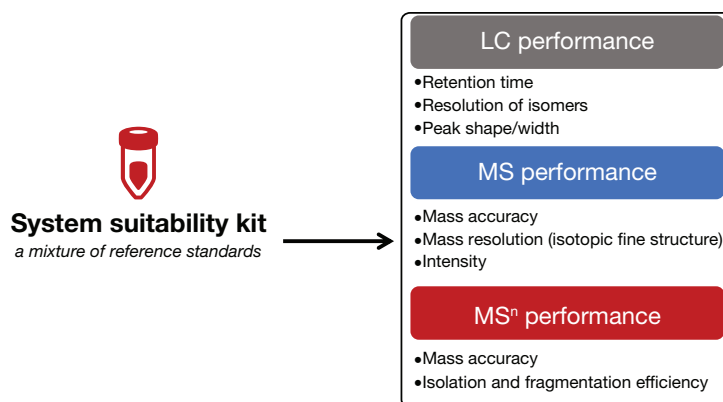 LC performance
•Retention time
•Resolution of isomers
•Peak shape/width
MS performance
•Mass accuracy
•Mass resolution (isotopic fine structure)
•Intensity
MSⁿ performance
•Mass accuracy
•Isolation and fragmentation efficiency
System suitability kit
a mixture of reference standards